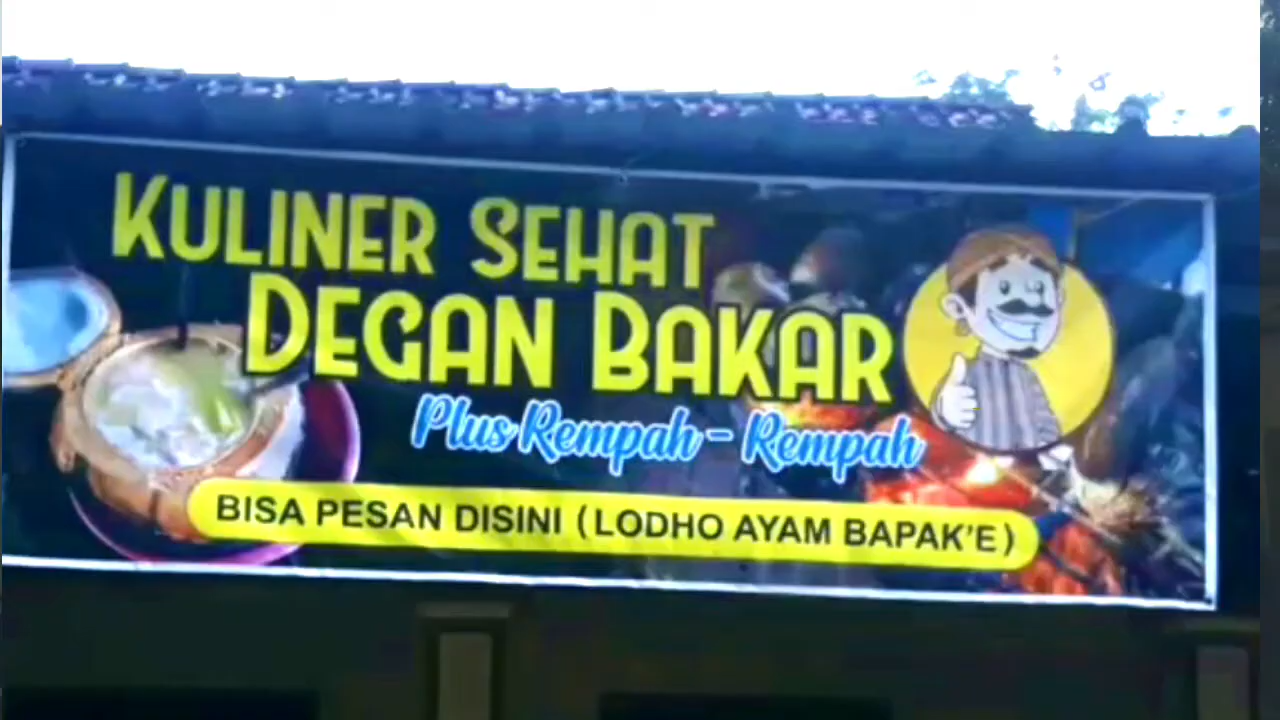 KULINER SEHAT
DEGAN BAKAR
Plus Rempah - Rempah
BISA PESAN DISINI (LODHO AYAM BAPAK'E)